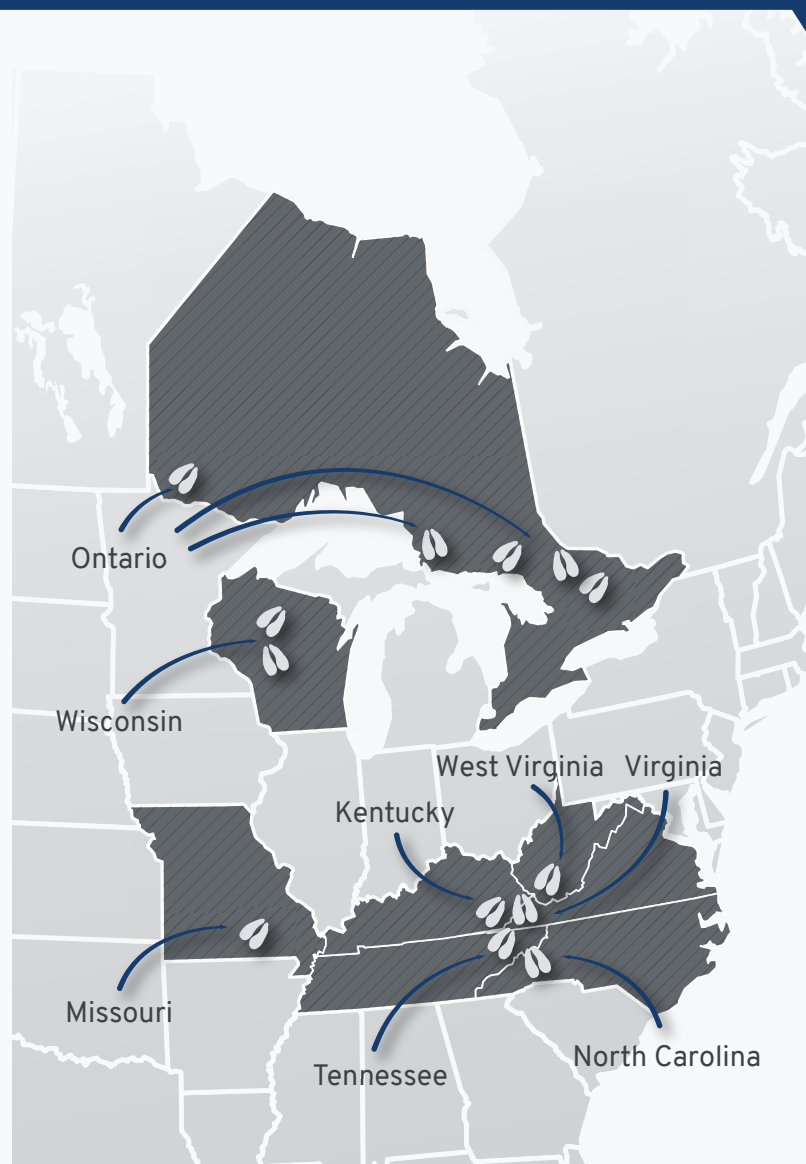 Ontario
Wisconsin
West Virginia
Virginia
Kentucky
Missouri
Tennessee
North Carolina